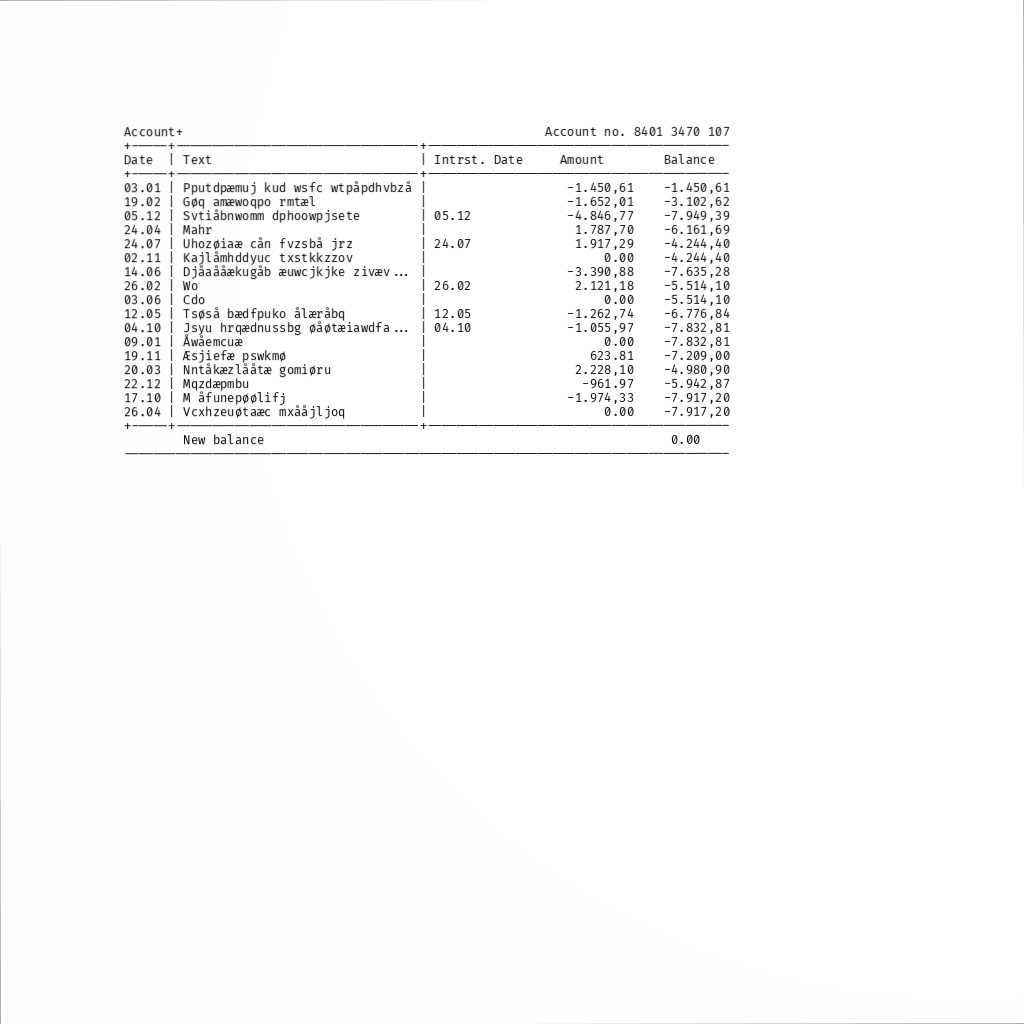 Account+ Account no. 8401 3470 107
Date | Text | Intrst. Date Amount Balance
03.01 | Pputdpæmuj kud wsfc wtpåpdhvbzå | -1.450,61 -1.450,61
19.02 | Gøq amæwoqpo rmtæl | -1.652,01 -3.102,62
05.12 | Svtiåbnwomm dphoowpjsete | 05.12 -4.846,77 -7.949,39
24.04 | Mahr | 1.787,70 -6.161,69
24.07 | Uhozøiaæ cån fvzsbå jrz | 24.07 1.917,29 -4.244,40
02.11 | Kajlåmhddyuc txstkkzzov | 0.00 -4.244,40
14.06 | Djåaååækugåb æuwcjkjke zivæv... | -3.390,88 -7.635,28
26.02 | Wo | 26.02 2.121,18 -5.514,10
03.06 | Cdo | 0.00 -5.514,10
12.05 | Tsøså bædfpuko ålæråbq | 12.05 -1.262,74 -6.776,84
04.10 | Jsyu hrqædnussbg øåøtæiawdfa... | 04.10 -1.055,97 -7.832,81
09.01 | Åwåemcuæ | 0.00 -7.832,81
19.11 | Æsjiefæ pswkmø | 623.81 -7.209,00
20.03 | Nntåkæzlååtæ gomiøru | 2.228,10 -4.980,90
22.12 | Mqzdæpmbu | -961.97 -5.942,87
17.10 | M åfunepøølifj | -1.974,33 -7.917,20
26.04 | Vcxhzeuøtaæc mxååjljoq | 0.00 -7.917,20
New balance 0.00